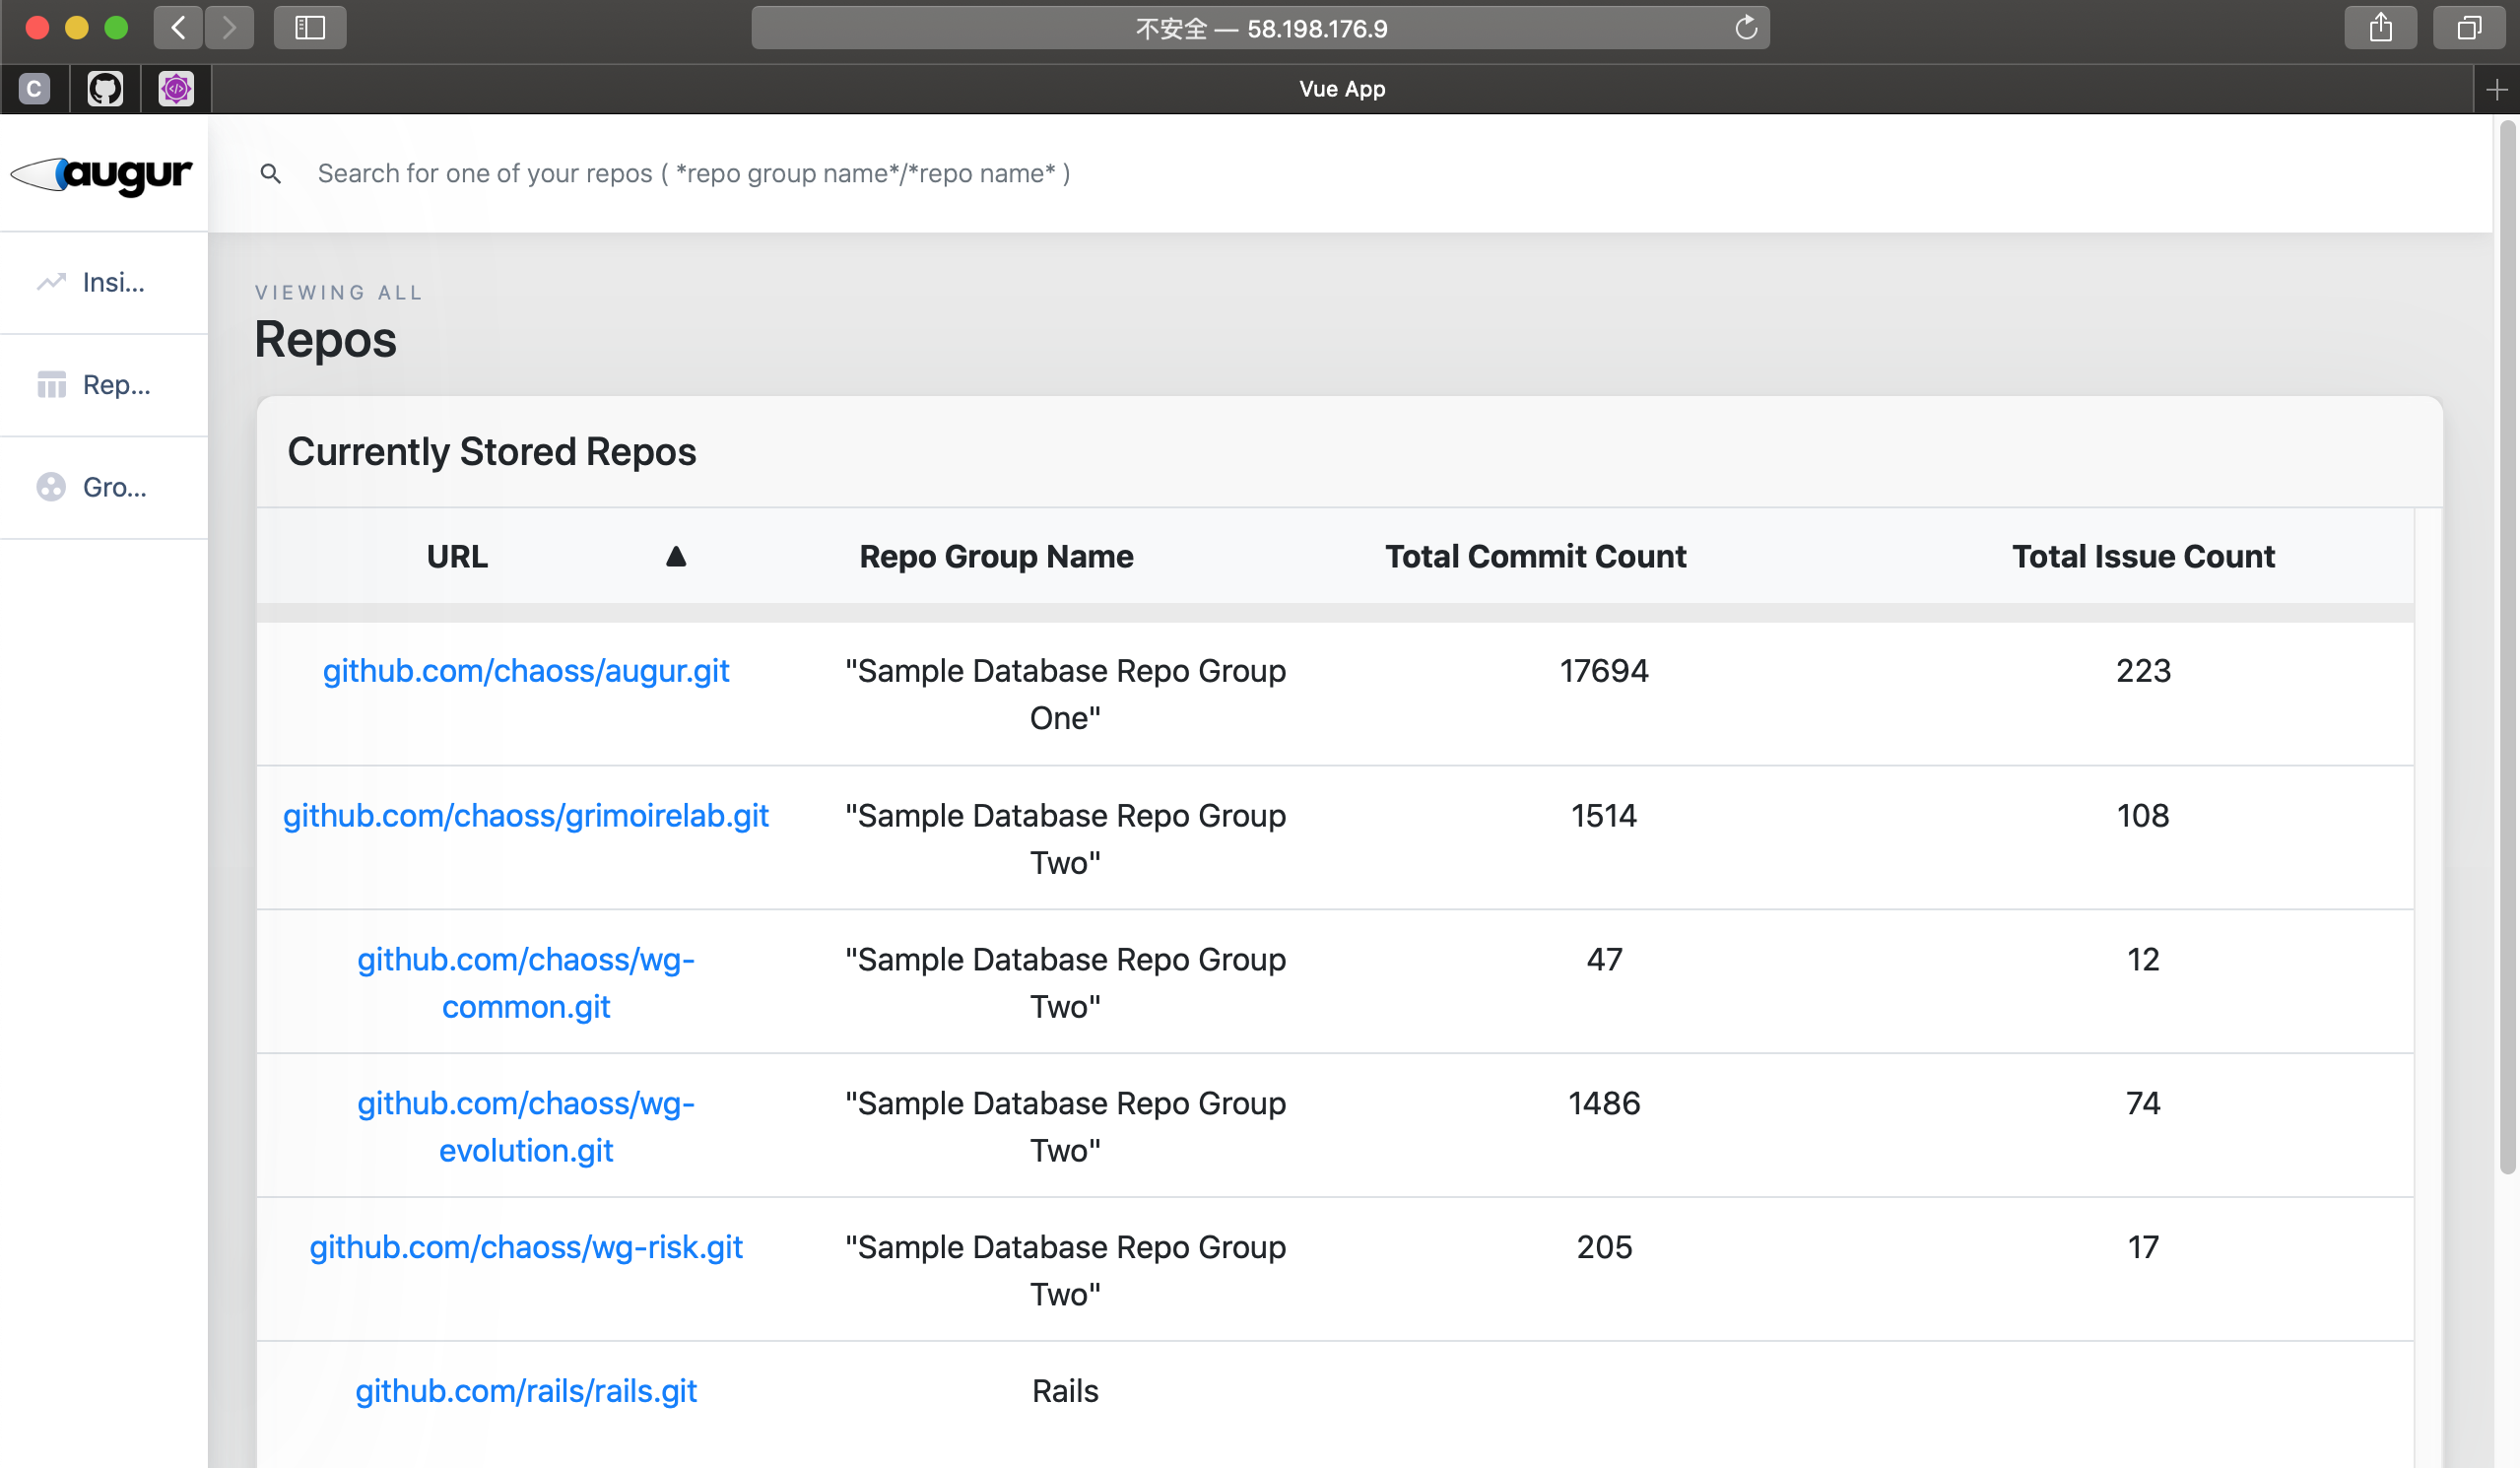 不安全 — 58.198.176.9
C
Vue App
augur
Search for one of your repos ( *repo group name*/*repo name* )
Insi...
Rep...
Gro...
VIEWING ALL
Repos
Currently Stored Repos
URL ▲ Repo Group Name Total Commit Count Total Issue Count
github.com/chaoss/augur.git "Sample Database Repo Group 17694 223
One"
github.com/chaoss/grimoirelab.git "Sample Database Repo Group 1514 108
Two"
github.com/chaoss/wg- "Sample Database Repo Group 47 12
common.git Two"
github.com/chaoss/wg- "Sample Database Repo Group 1486 74
evolution.git Two"
github.com/chaoss/wg-risk.git "Sample Database Repo Group 205 17
Two"
github.com/rails/rails.git Rails